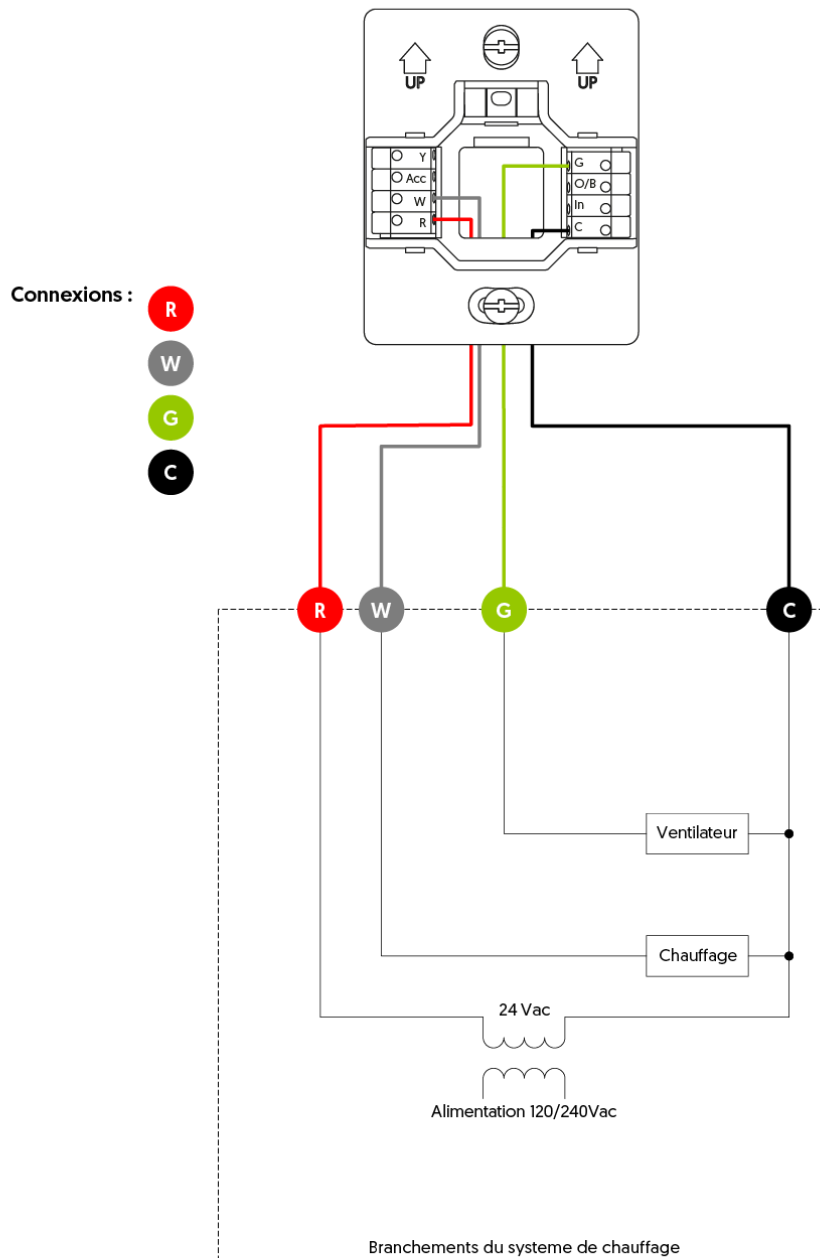 UP
UP
Y
Acc
W
R
G
O/B
In
C
Connexions :
R
W
G
C
R
W
G
C
Ventilateur
Chauffage
24 Vac
Alimentation 120/240Vac
Branchements du systeme de chauffage